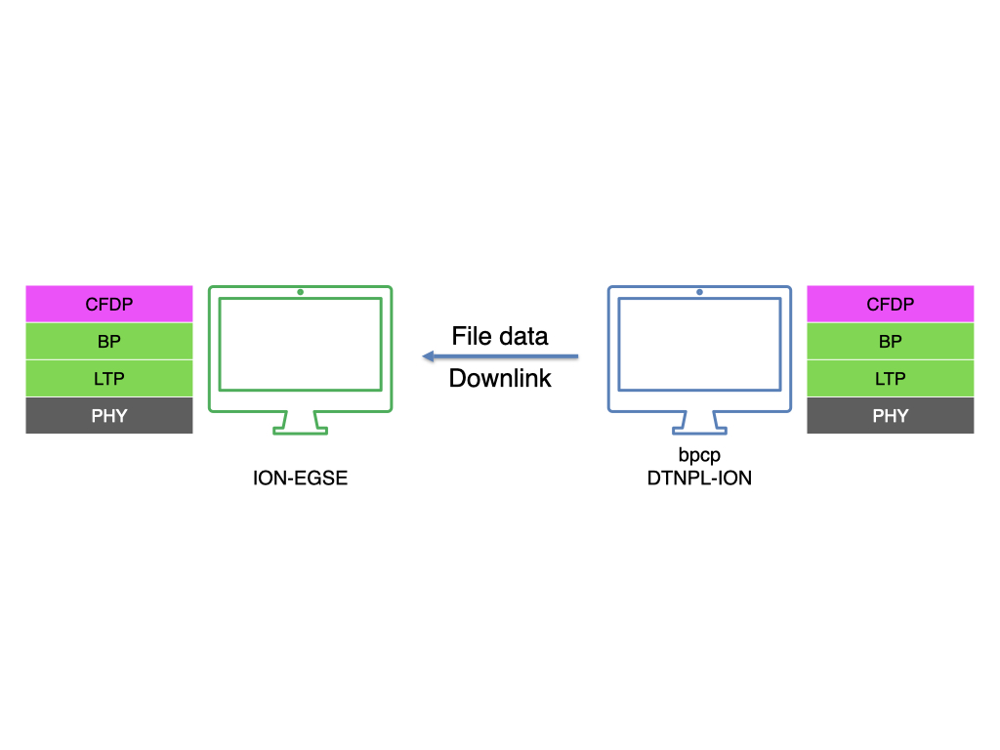 CFDP
BP
LTP
PHY
ION-EGSE
File data
Downlink
bpcp
DTNPL-ION
CFDP
BP
LTP
PHY